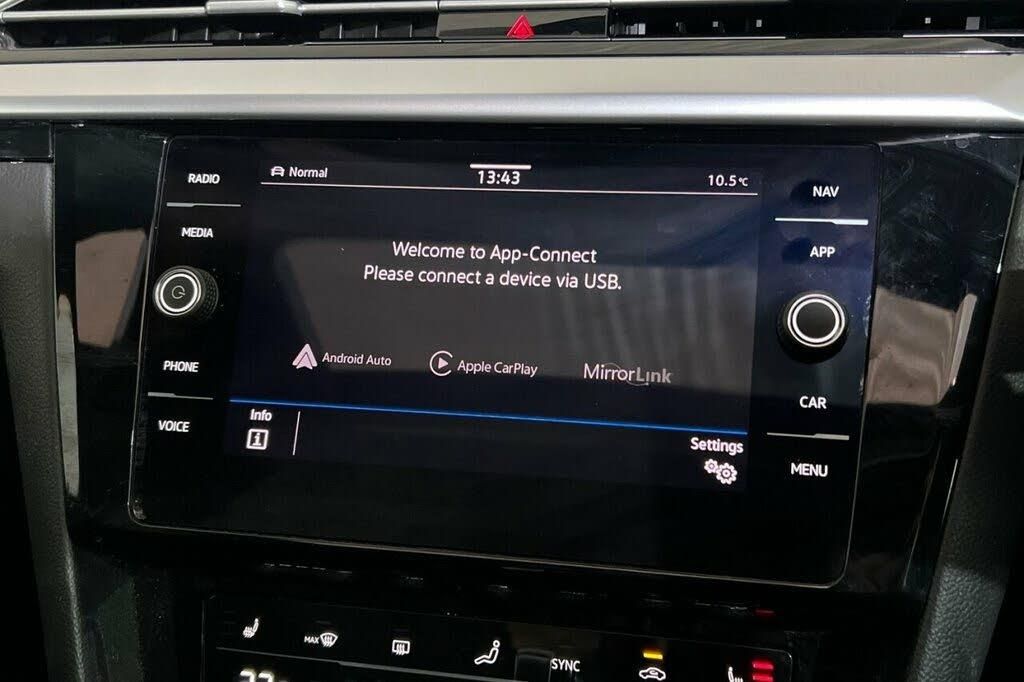 RADIO
MEDIA
PHONE
VOICE
Normal
13:43
10.5°C
Welcome to App-Connect
Please connect a device via USB.
Android Auto
Apple CarPlay
MirrorLink
Info
i
Settings
NAV
APP
CAR
MENU
MAX
SYNC